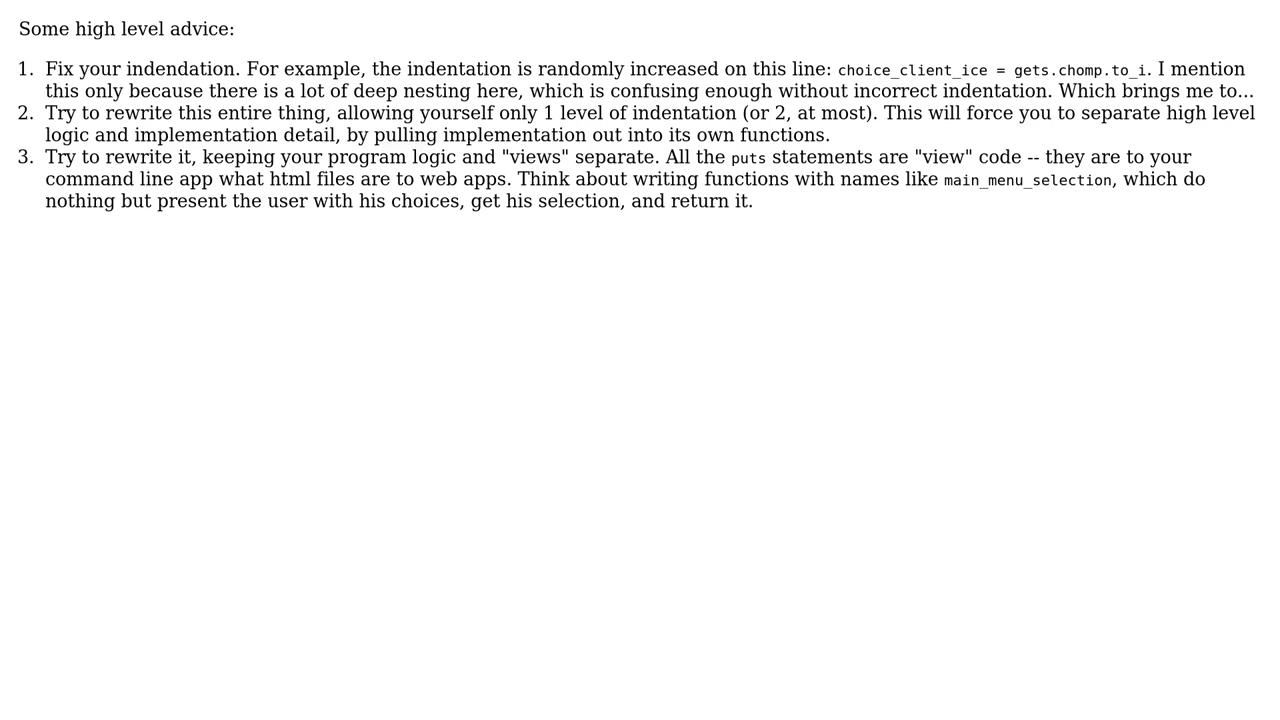 Some high level advice:
1. Fix your indendation. For example, the indentation is randomly increased on this line: choice_client_ice = gets.chomp.to_i. I mention
this only because there is a lot of deep nesting here, which is confusing enough without incorrect indentation. Which brings me to...
2. Try to rewrite this entire thing, allowing yourself only 1 level of indentation (or 2, at most). This will force you to separate high level
logic and implementation detail, by pulling implementation out into its own functions.
3. Try to rewrite it, keeping your program logic and "views" separate. All the puts statements are "view" code -- they are to your
command line app what html files are to web apps. Think about writing functions with names like main_menu_selection, which do
nothing but present the user with his choices, get his selection, and return it.